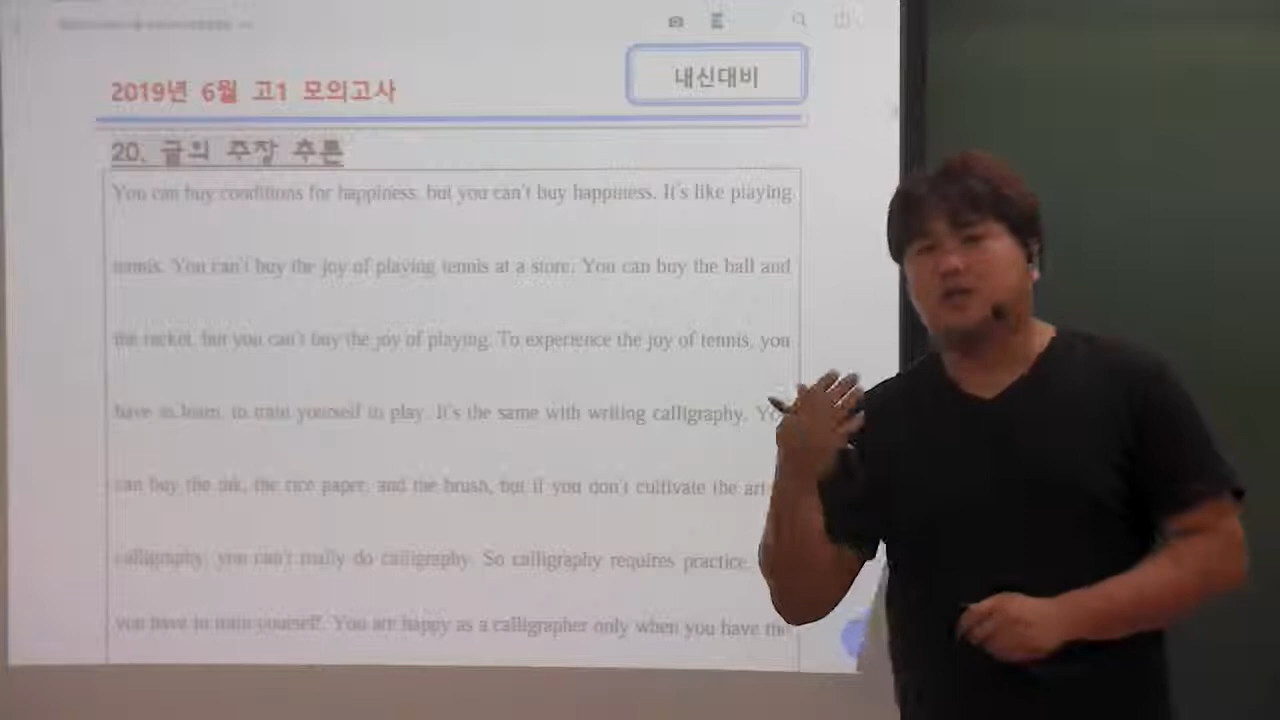 2019년 6월 고1 모의고사
내신대비
20. 글의 주장 추론
You can buy conditions for happiness, but you can't buy happiness. It's like playing
tennis. You can't buy the joy of playing tennis at a store. You can buy the ball and
the racket, but you can't buy the joy of playing. To experience the joy of tennis, you
have to learn, to train yourself to play. It's the same with writing calligraphy. Yo
can buy the ink, the rice paper, and the brush, but if you don't cultivate the art
calligraphy, you can't really do calligraphy. So calligraphy requires practice,
you have to train yourself. You are happy as a calligrapher only when you have the